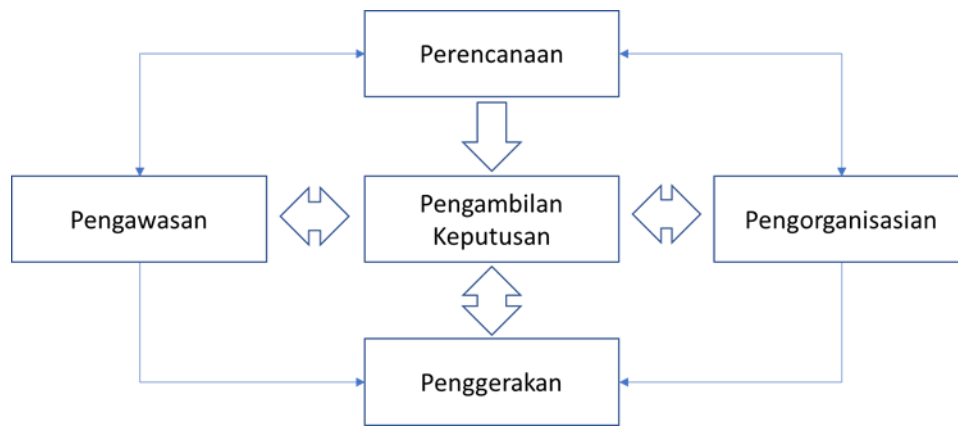 Perencanaan
Pengawasan
Pengambilan
Keputusan
Pengorganisasian
Penggerakan